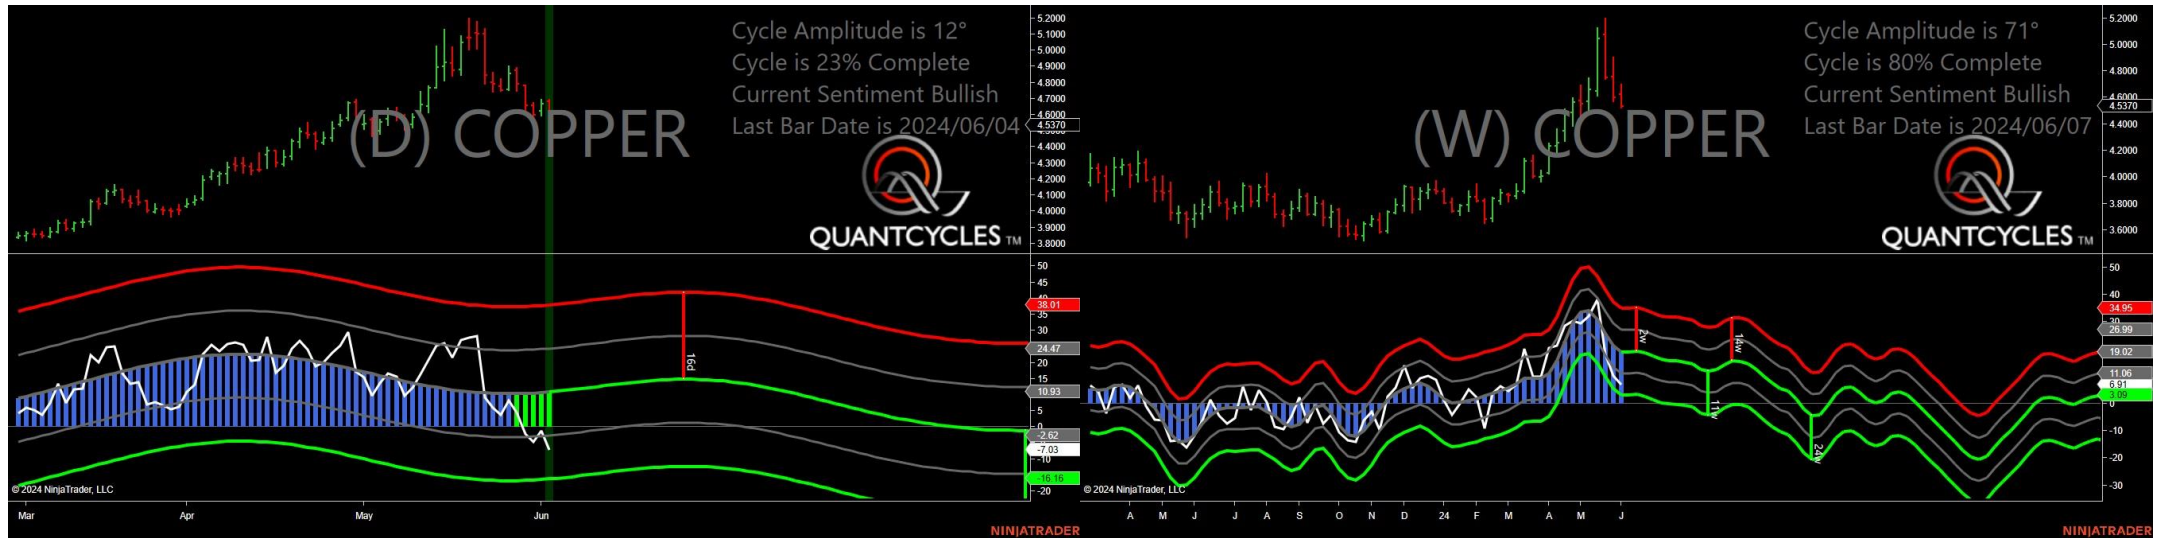 Cycle Amplitude is 12°
Cycle is 23% Complete
Current Sentiment Bullish
Last Bar Date is 2024/06/04
(D) COPPER
QUANTCYCLES TM
5.2000
5.1000
5.0000
4.9000
4.8000
4.7000
4.6000
4.5370
4.4000
4.3000
4.2000
4.1000
4.0000
3.9000
3.8000
50
45
38.01
35
30
24.47
20
15
10.93
5
0
-2.62
-7.03
-10
-16.16
-20
16d
© 2024 NinjaTrader, LLC
Mar Apr May Jun
NINJATRADER
Cycle Amplitude is 71°
Cycle is 80% Complete
Current Sentiment Bullish
Last Bar Date is 2024/06/07
(W) COPPER
QUANTCYCLES TM
5.2000
5.0000
4.8000
4.6000
4.5370
4.4000
4.2000
4.0000
3.8000
3.6000
50
40
34.95
30
26.99
19.02
11.06
6.91
3.09
0
-10
-20
-30
2w
14w
11w
24w
© 2024 NinjaTrader, LLC
A M J J A S O N D 24 F M A M J
NINJATRADER